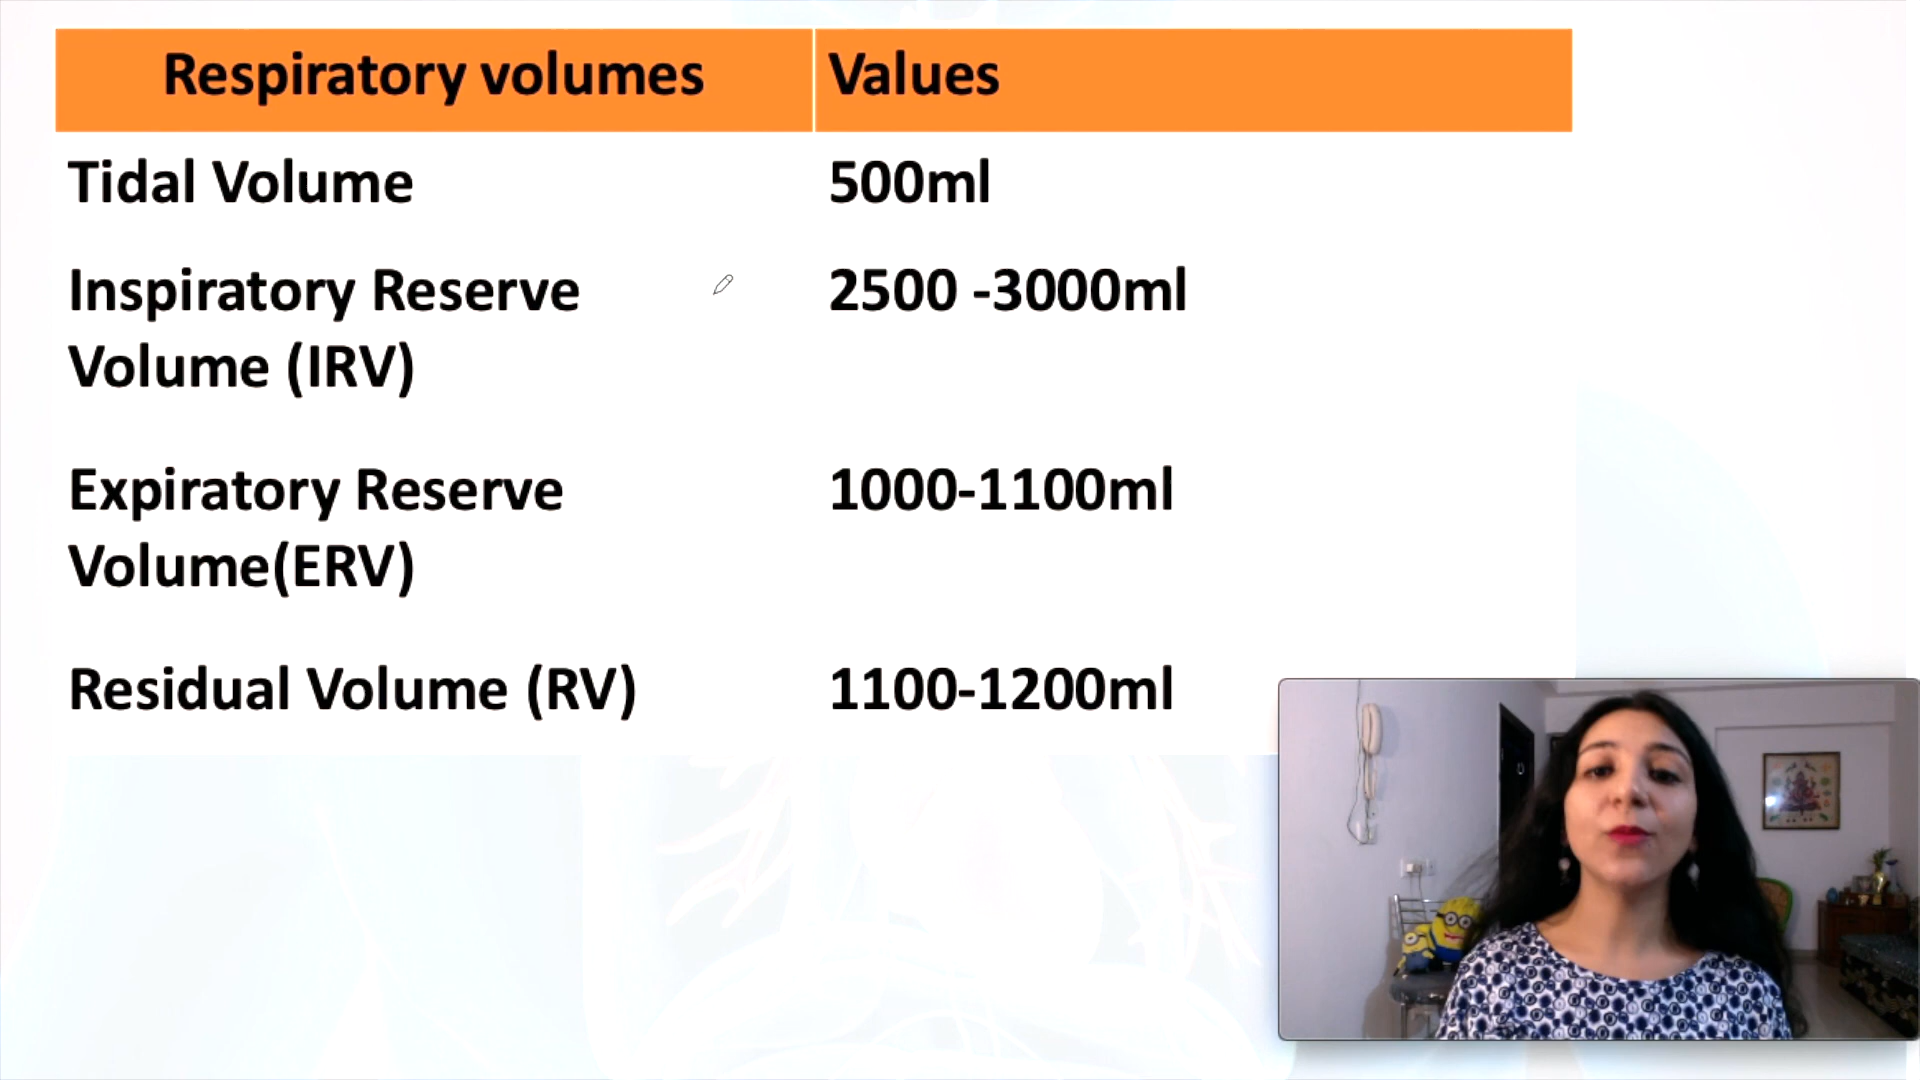 Respiratory volumes Values
Tidal Volume 500ml
Inspiratory Reserve 2500 -3000ml
Volume (IRV)
Expiratory Reserve 1000-1100ml
Volume(ERV)
Residual Volume (RV) 1100-1200ml